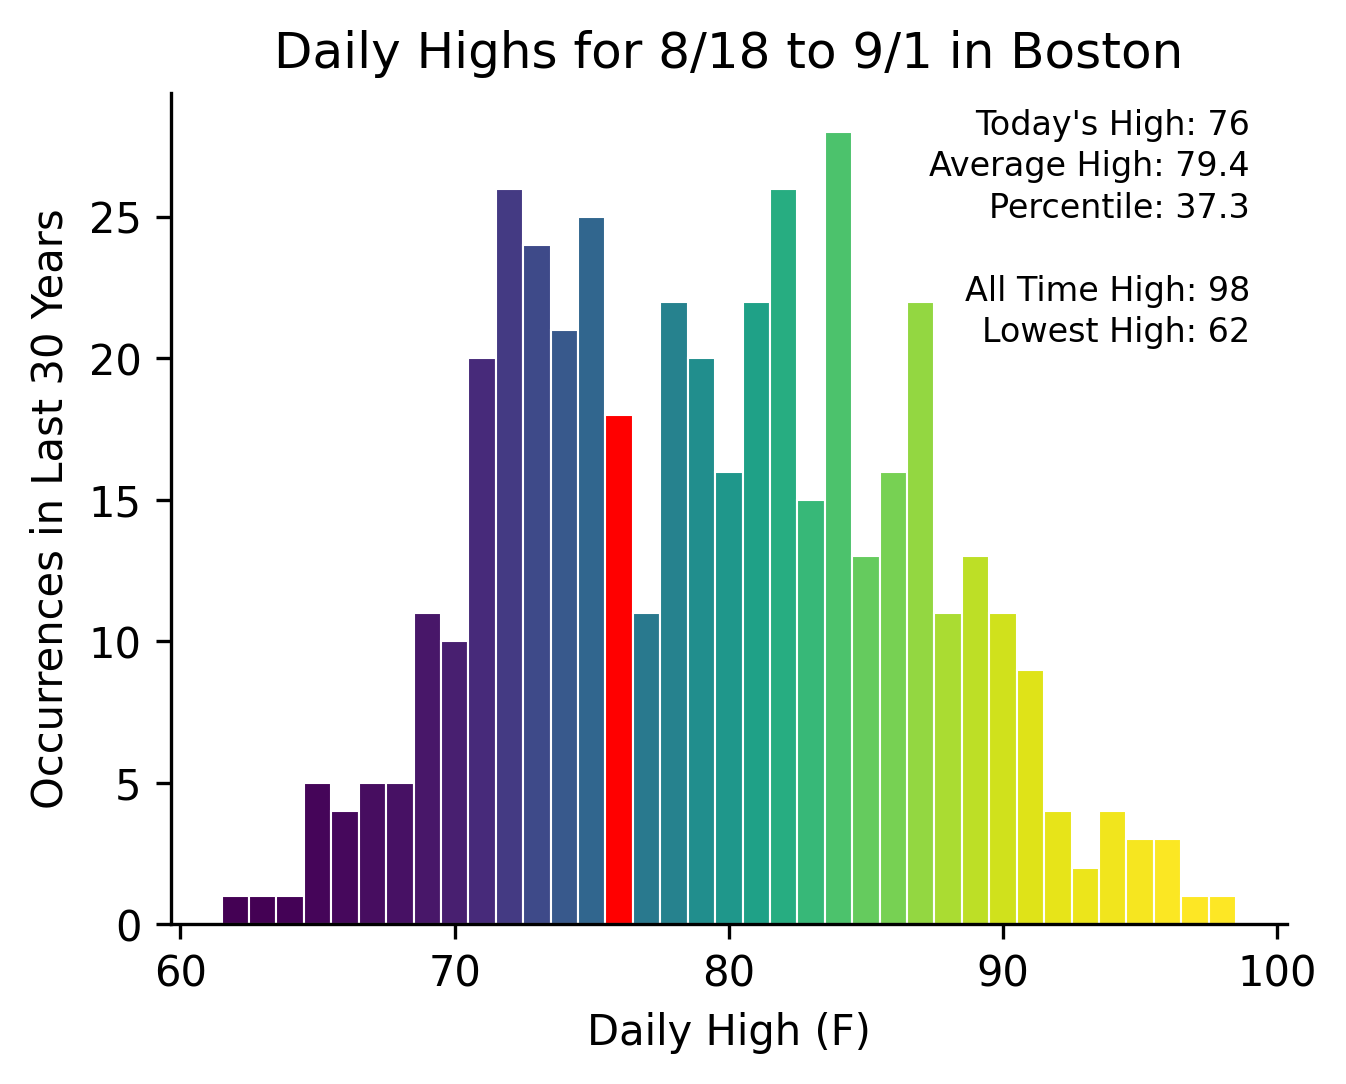 Daily Highs for 8/18 to 9/1 in Boston
Today's High: 76
Average High: 79.4
Percentile: 37.3
All Time High: 98
Lowest High: 62
Occurrences in Last 30 Years
25
20
15
10
5
0
60 70 80 90 100
Daily High (F)